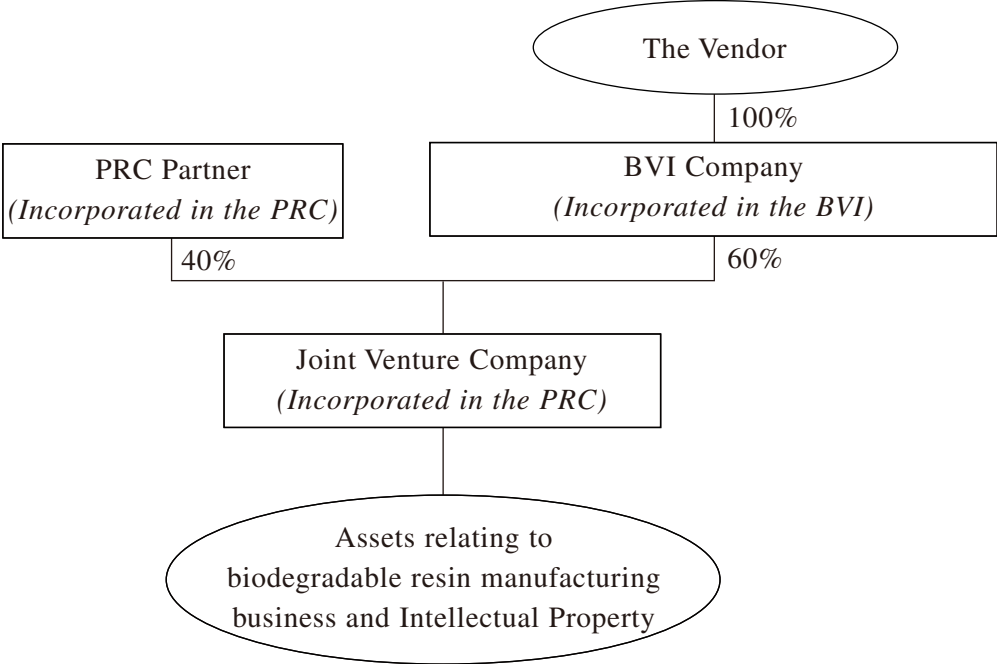 The Vendor
100%
PRC Partner
(Incorporated in the PRC)
BVI Company
(Incorporated in the BVI)
40%
60%
Joint Venture Company
(Incorporated in the PRC)
Assets relating to
biodegradable resin manufacturing
business and Intellectual Property